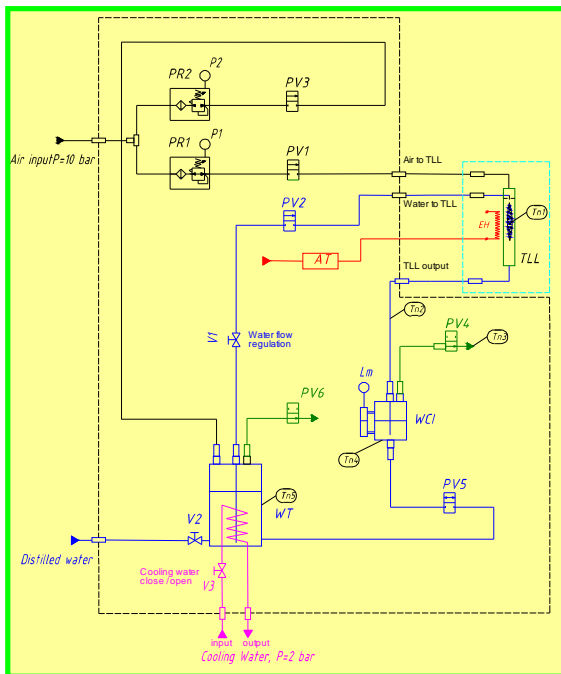 P2
PR2
PV3
P1
PR1
PV1
Air inputP=10 bar
Air to TLL
PV2
Water to TLL
Tn1
EH
AT
TLL
TLL output
Tn2
V1
Water flow
regulation
PV4
Tn3
Lm
PV6
WCI
Tn4
PV5
Tn5
WT
V2
Distilled water
Cooling water
close /open
V3
input
output
Cooling Water, P=2 bar